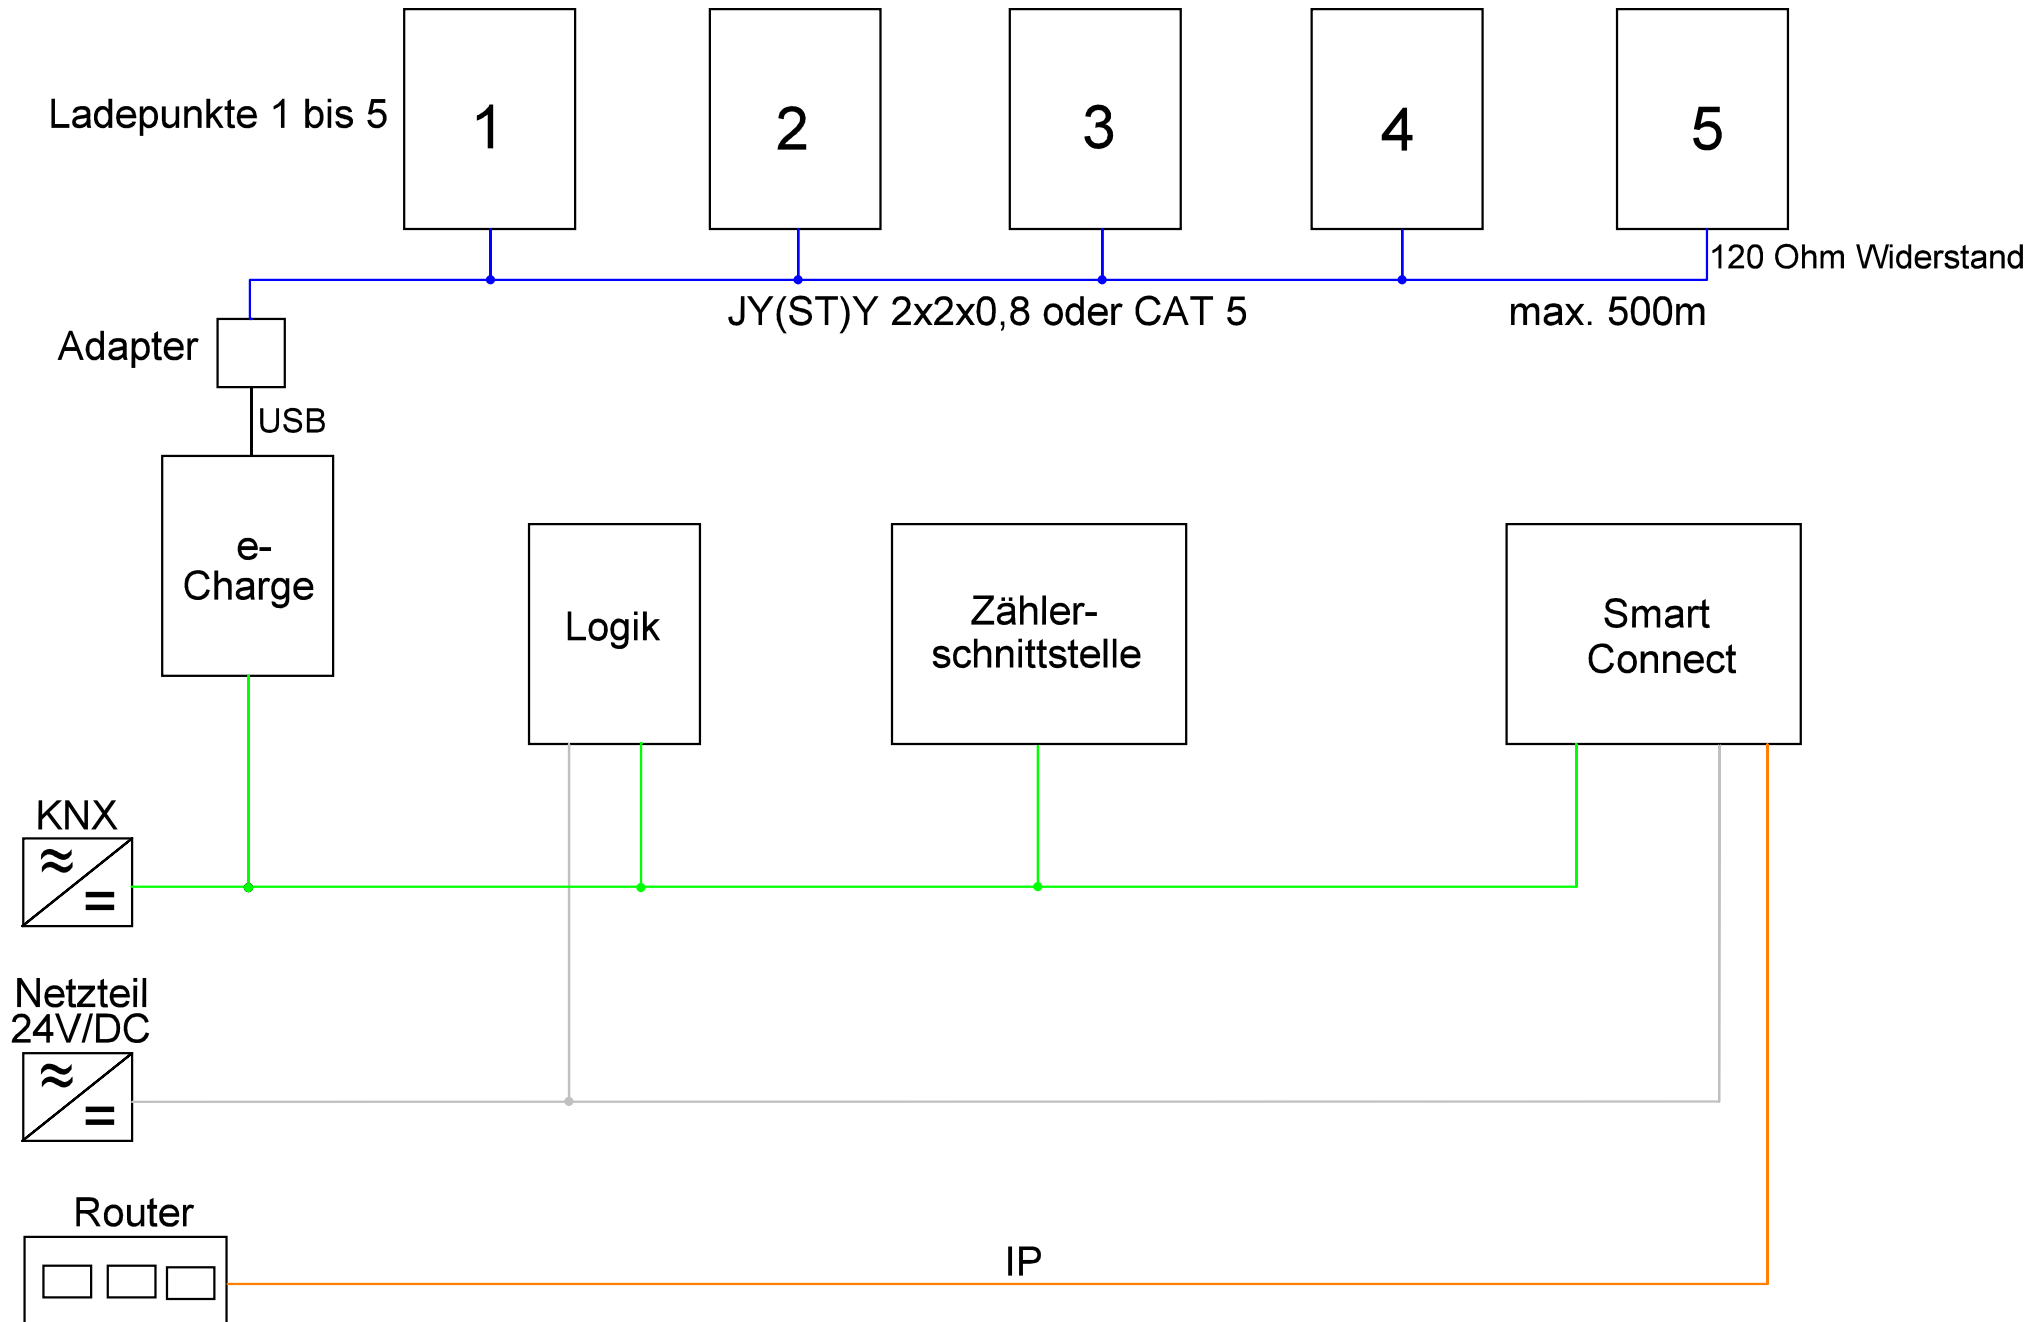 Ladepunkte 1 bis 5
1
2
3
4
5
120 Ohm Widerstand
JY(ST)Y 2x2x0,8 oder CAT 5
max. 500m
Adapter
USB
e-
Charge
Logik
Zähler-
schnittstelle
Smart
Connect
KNX
≈
=
Netzteil
24V/DC
≈
=
Router
IP